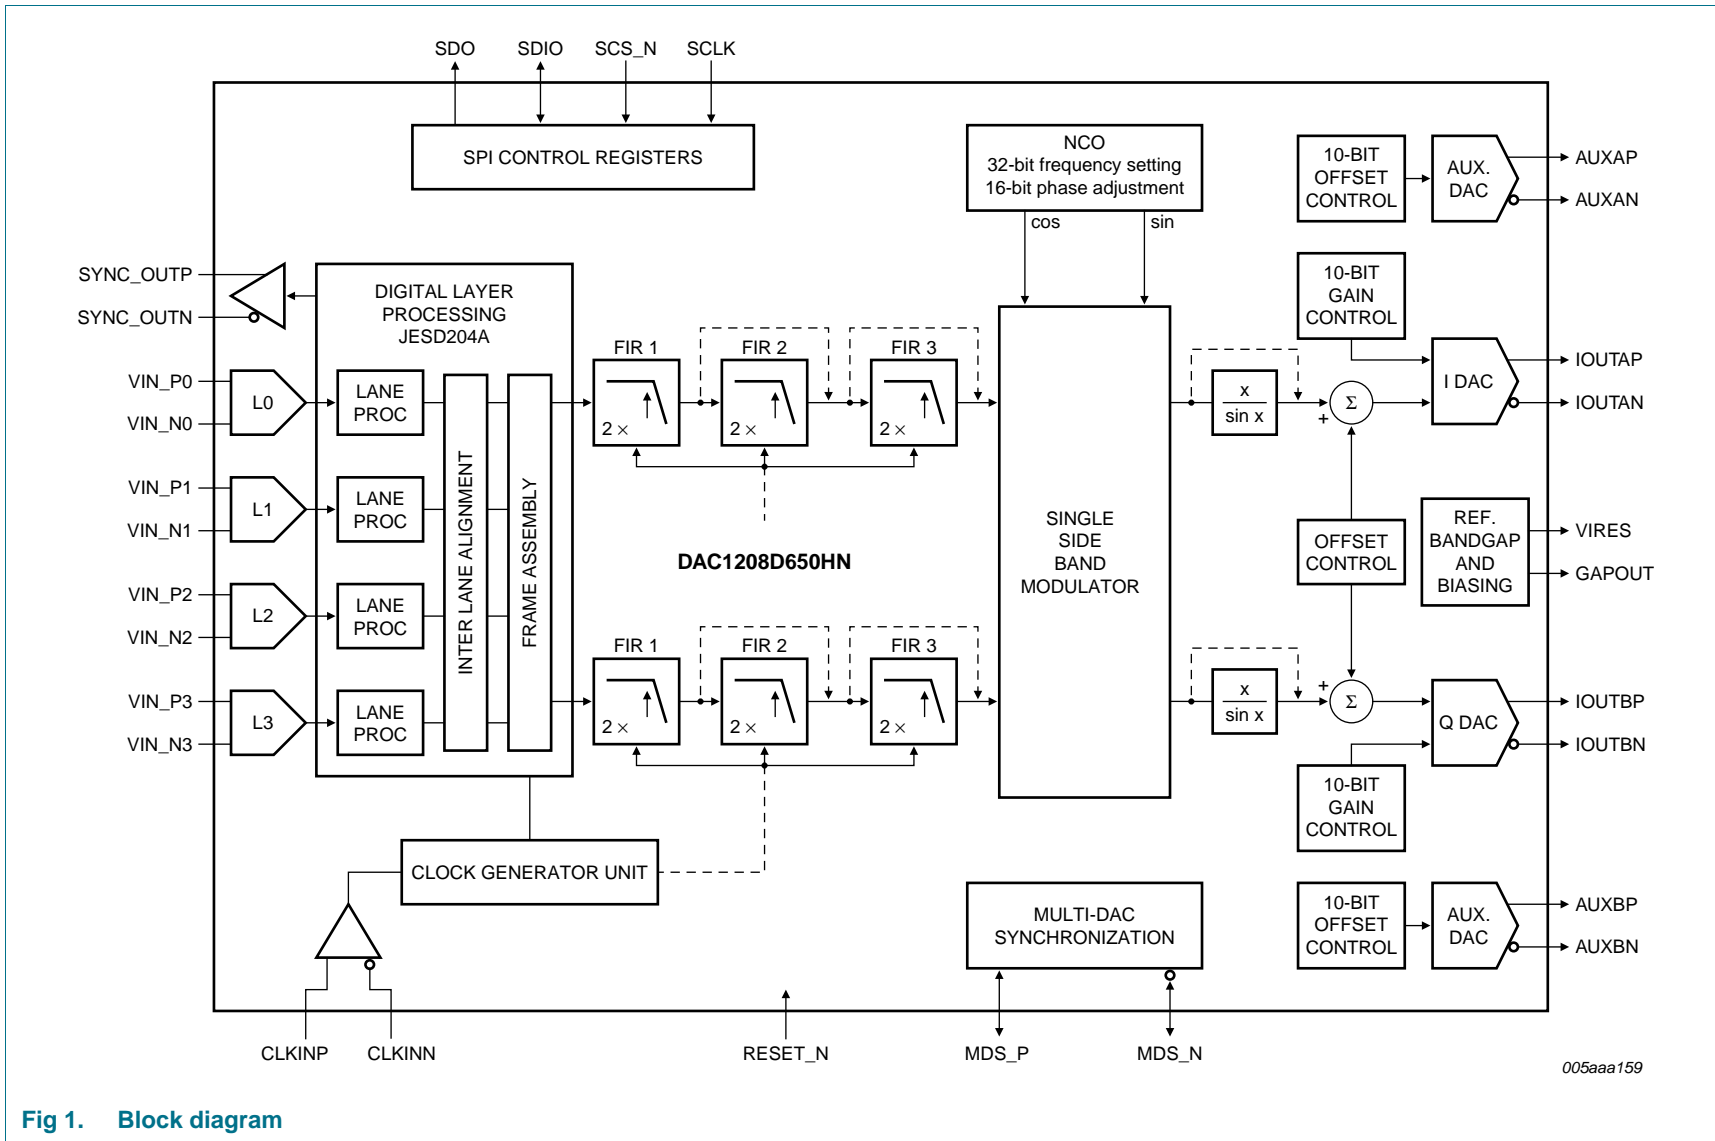 SDO SDIO SCS_N SCLK
SPI CONTROL REGISTERS
NCO
32-bit frequency setting
16-bit phase adjustment
cos sin
10-BIT
OFFSET
CONTROL
AUX.
DAC
AUXAP
AUXAN
SYNC_OUTP
SYNC_OUTN
DIGITAL LAYER
PROCESSING
JESD204A
10-BIT
GAIN
CONTROL
VIN_P0
VIN_N0
L0
LANE
PROC
FIR 1
2 ×
FIR 2
2 ×
FIR 3
2 ×
x
sin x
+
Σ
I DAC
IOUTAP
IOUTAN
VIN_P1
VIN_N1
L1
LANE
PROC
INTER LANE ALIGNMENT
FRAME ASSEMBLY
DAC1208D650HN
SINGLE
SIDE
BAND
MODULATOR
OFFSET
CONTROL
REF.
BANDGAP
AND
BIASING
VIRES
GAPOUT
VIN_P2
VIN_N2
L2
LANE
PROC
VIN_P3
VIN_N3
L3
LANE
PROC
FIR 1
2 ×
FIR 2
2 ×
FIR 3
2 ×
x
sin x
+
Σ
Q DAC
IOUTBP
IOUTBN
10-BIT
GAIN
CONTROL
CLOCK GENERATOR UNIT
MULTI-DAC
SYNCHRONIZATION
10-BIT
OFFSET
CONTROL
AUX.
DAC
AUXBP
AUXBN
CLKINP CLKINN RESET_N MDS_P MDS_N
005aaa159
Fig 1. Block diagram